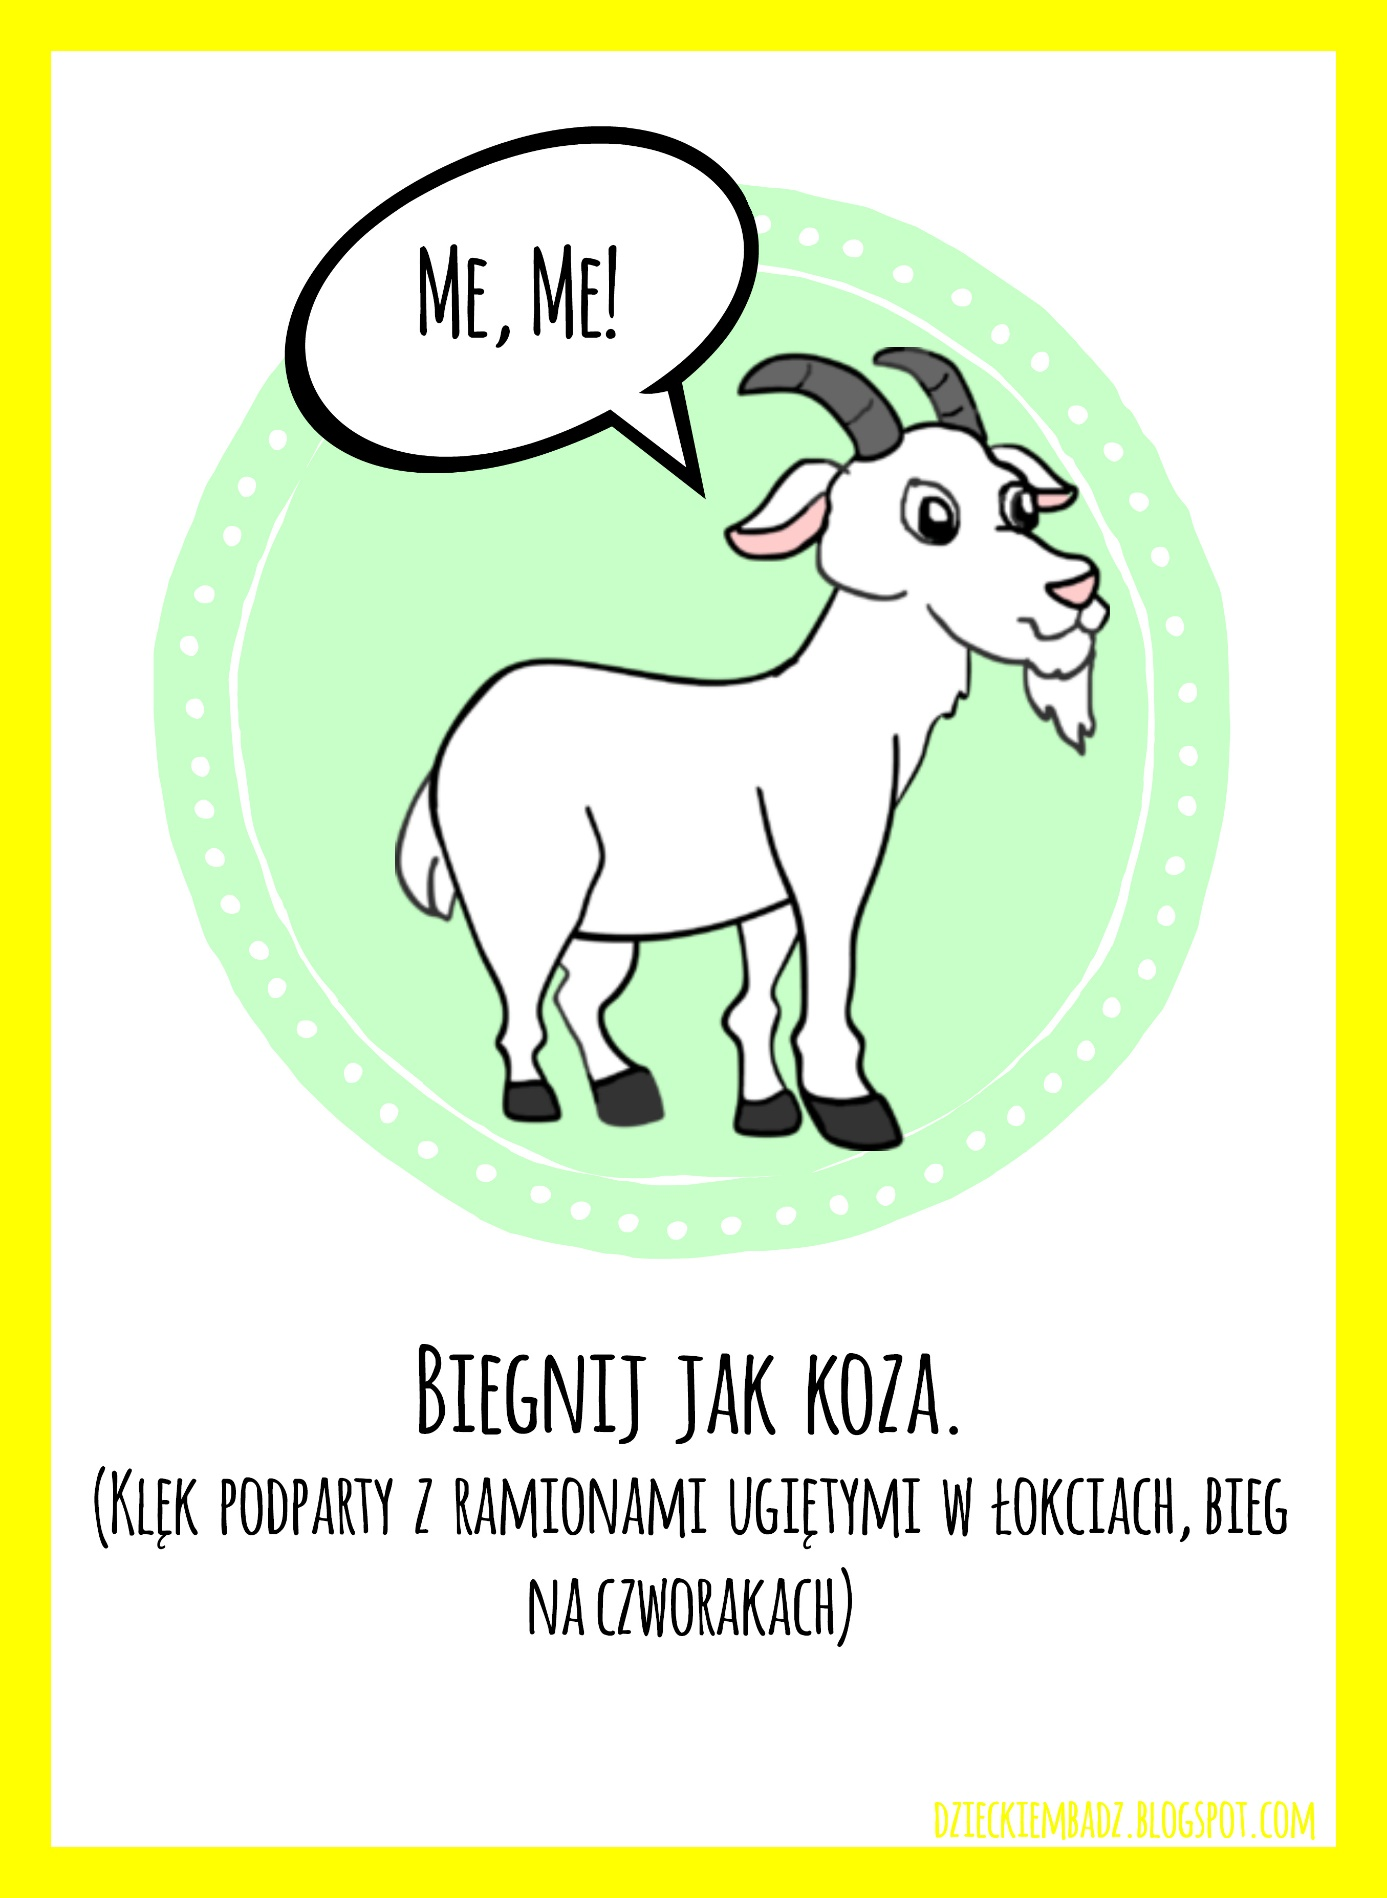 Me, Me!
Biegnij jak koza.
(Klęk podparty z ramionami ugiętymi w łokciach, bieg
na czworakach)
dzieckiembadz.blogspot.com